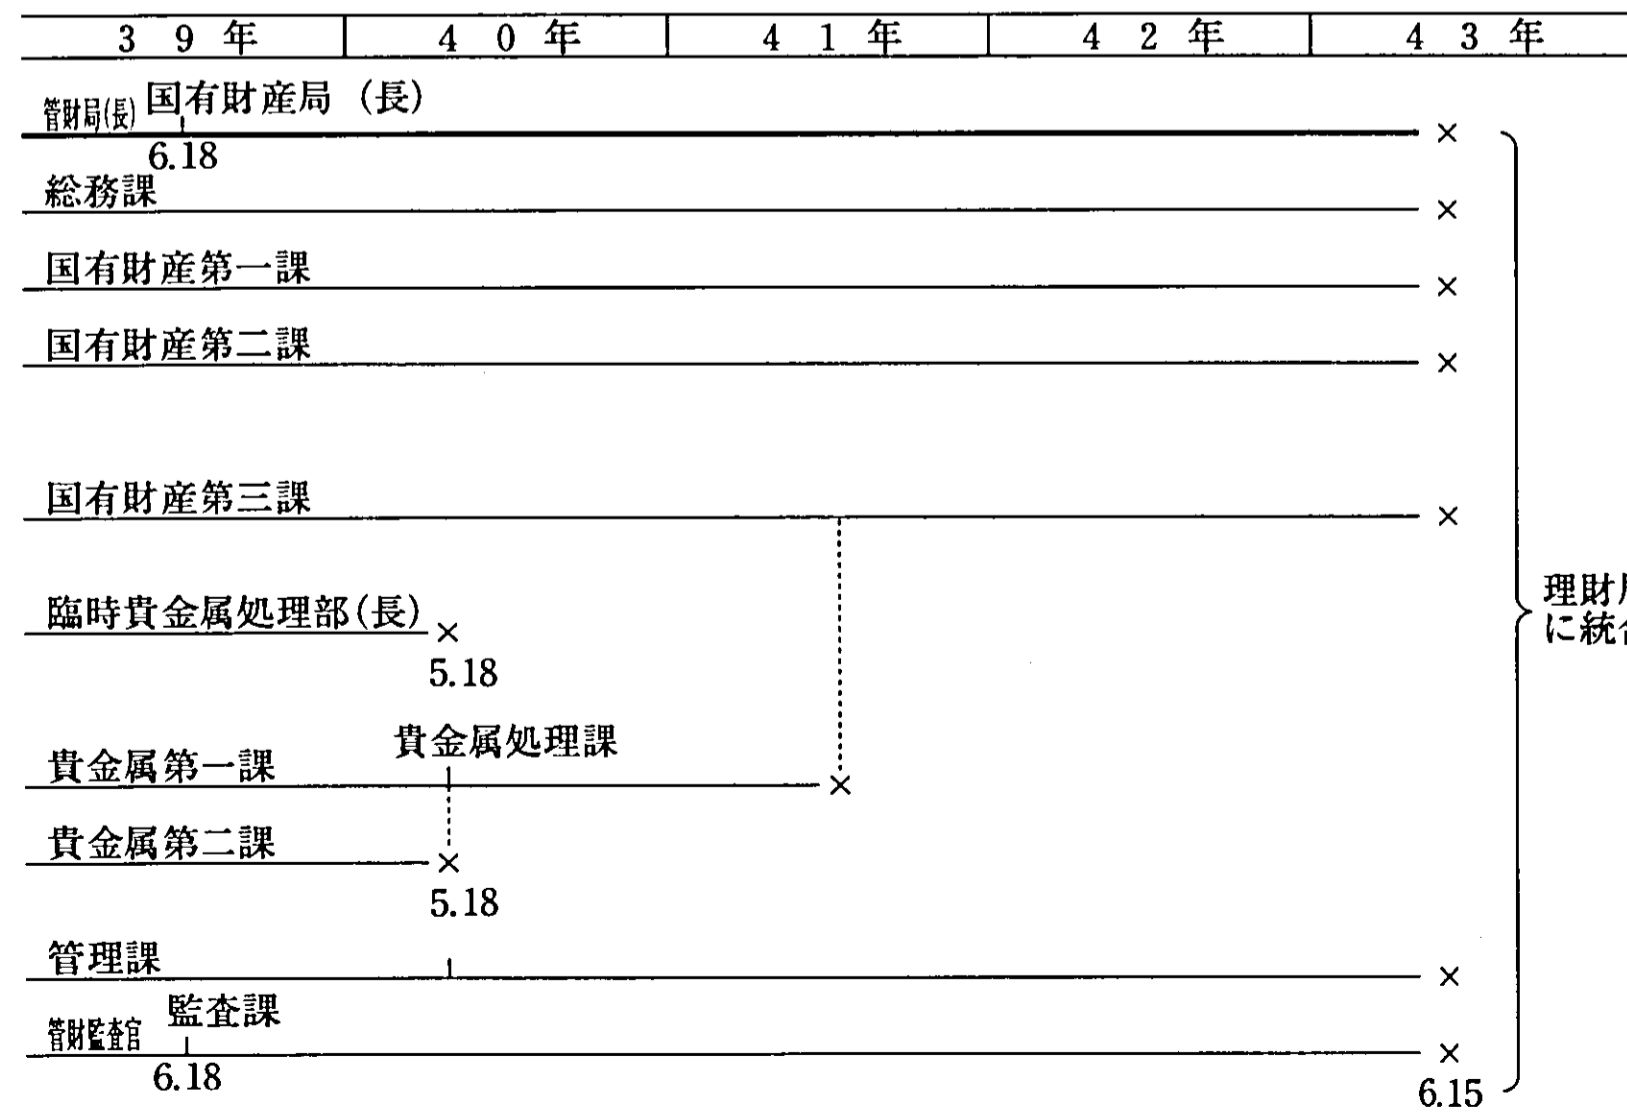 39年 40年 41年 42年 43年
管財局(長) 国有財産局 (長)
6.18
総務課
国有財産第一課
国有財産第二課
国有財産第三課
臨時貴金属処理部(長)
5.18
理財
に統
貴金属処理課
貴金属第一課
貴金属第二課
5.18
管理課
管財監査官 監査課
6.18
6.15